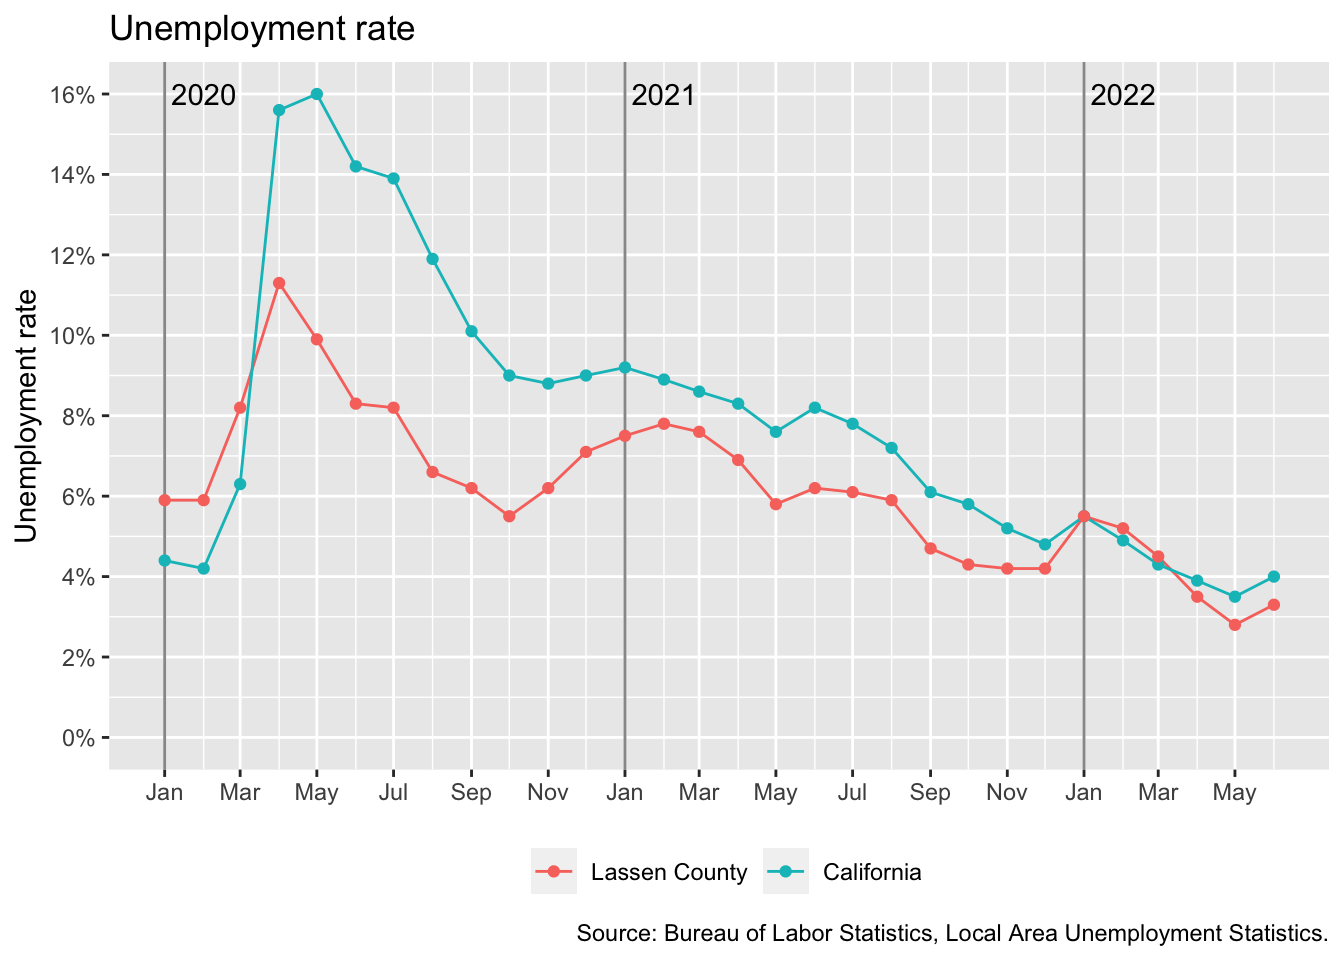 Unemployment rate
2020 2021 2022
16%
14%
12%
10%
8%
6%
4%
2%
0%
Unemployment rate
Jan Mar May Jul Sep Nov Jan Mar May Jul Sep Nov Jan Mar May
Lassen County California
Source: Bureau of Labor Statistics, Local Area Unemployment Statistics.